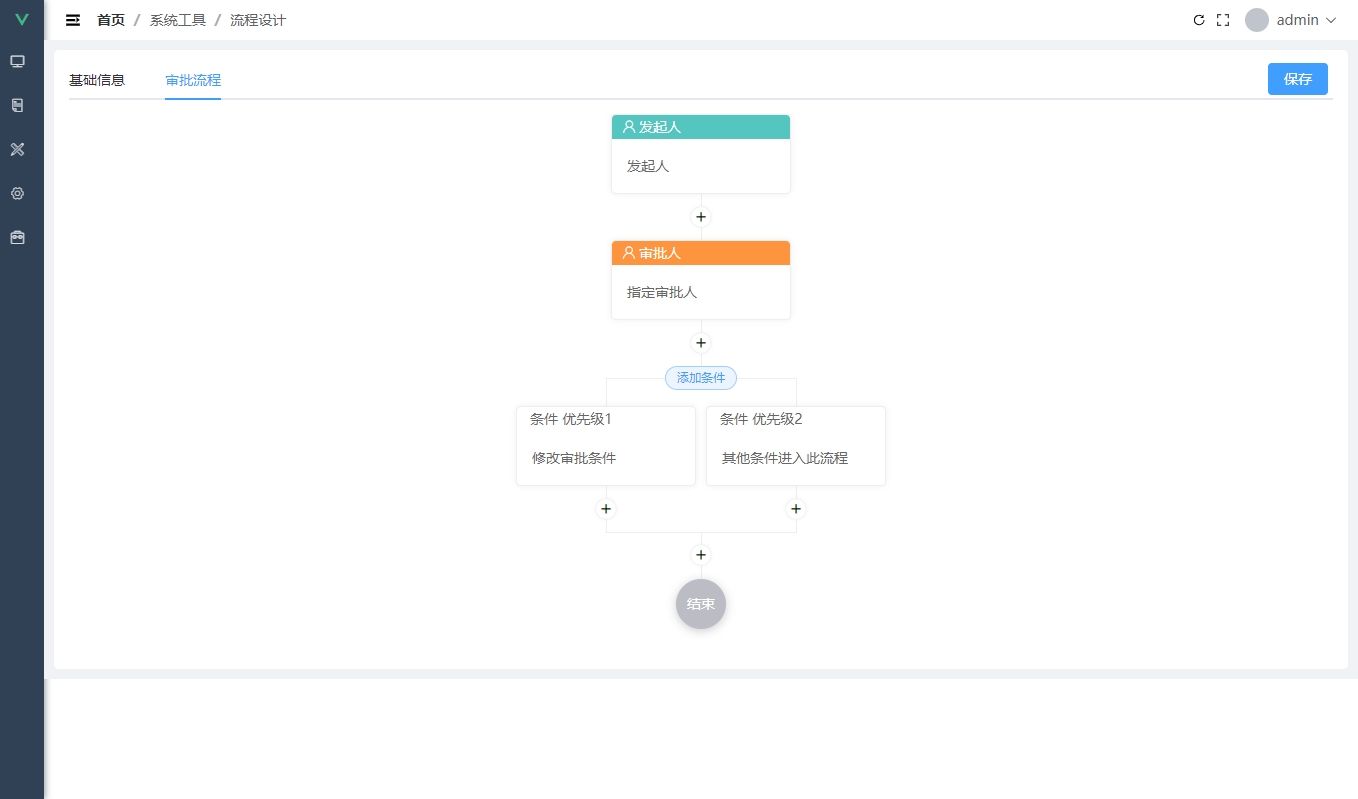 首页 / 系统工具 / 流程设计
admin
基础信息
审批流程
保存
发起人
发起人
审批人
指定审批人
添加条件
条件 优先级1
修改审批条件
条件 优先级2
其他条件进入此流程
结束